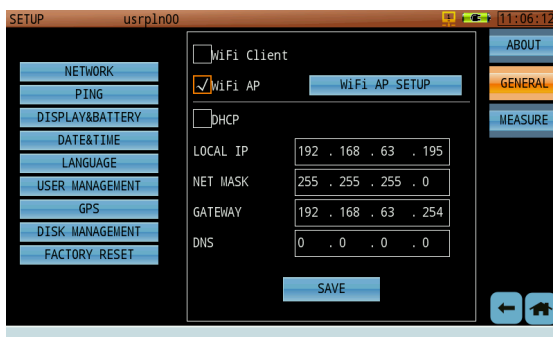 SETUP usrpln00 11:06:12
ABOUT
GENERAL
MEASURE
NETWORK
PING
DISPLAY&BATTERY
DATE&TIME
LANGUAGE
USER MANAGEMENT
GPS
DISK MANAGEMENT
FACTORY RESET
WiFi Client
WiFi AP WiFi AP SETUP
DHCP
LOCAL IP 192 . 168 . 63 . 195
NET MASK 255 . 255 . 255 . 0
GATEWAY 192 . 168 . 63 . 254
DNS 0 . 0 . 0 . 0
SAVE